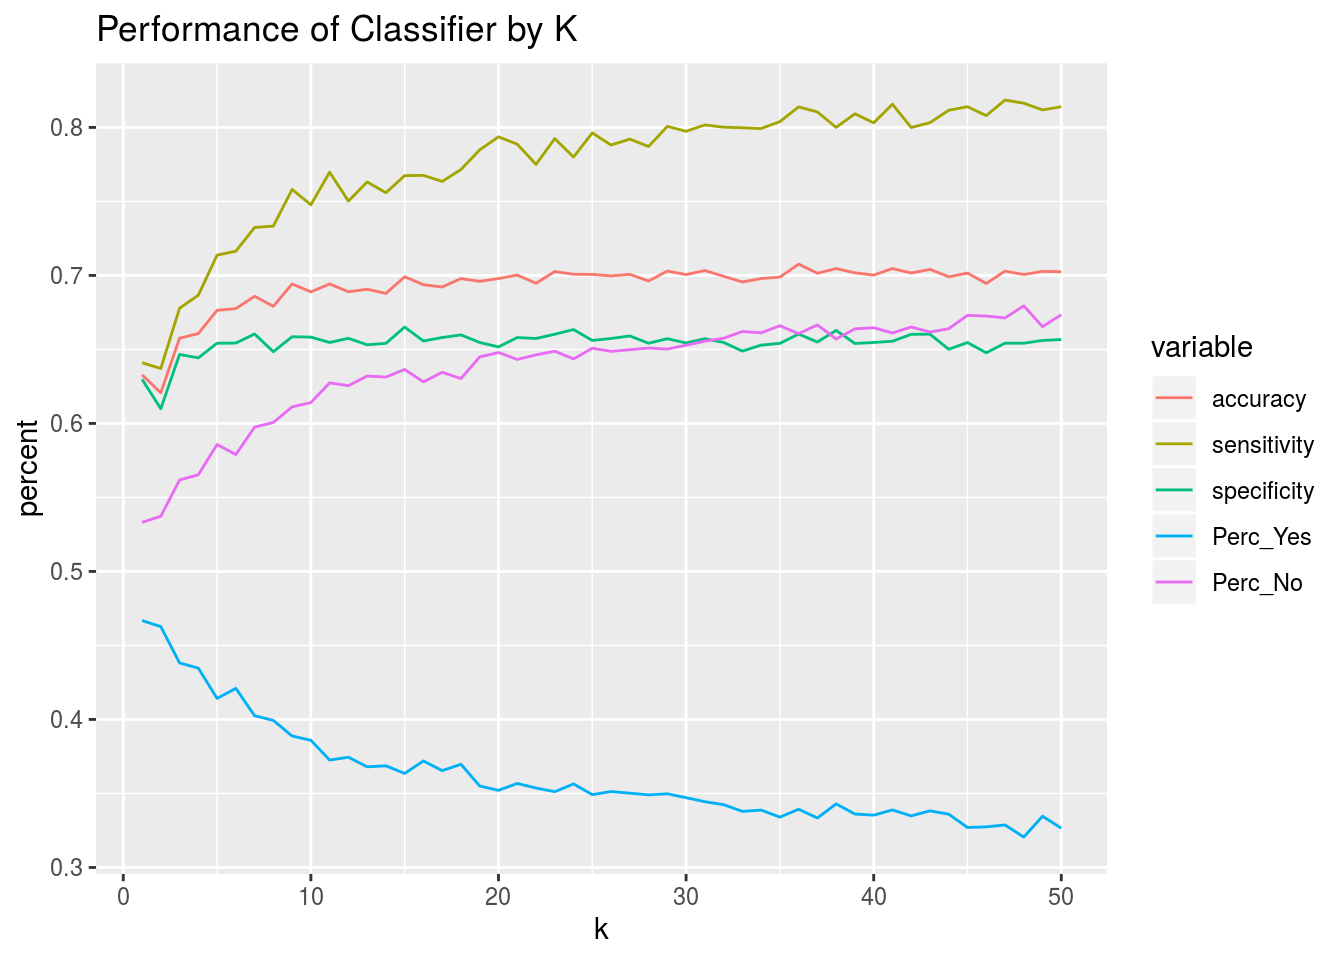 Performance of Classifier by K
percent
0.8
0.7
0.6
0.5
0.4
0.3
0 10 20 30 40 50
k
variable
accuracy
sensitivity
specificity
Perc_Yes
Perc_No